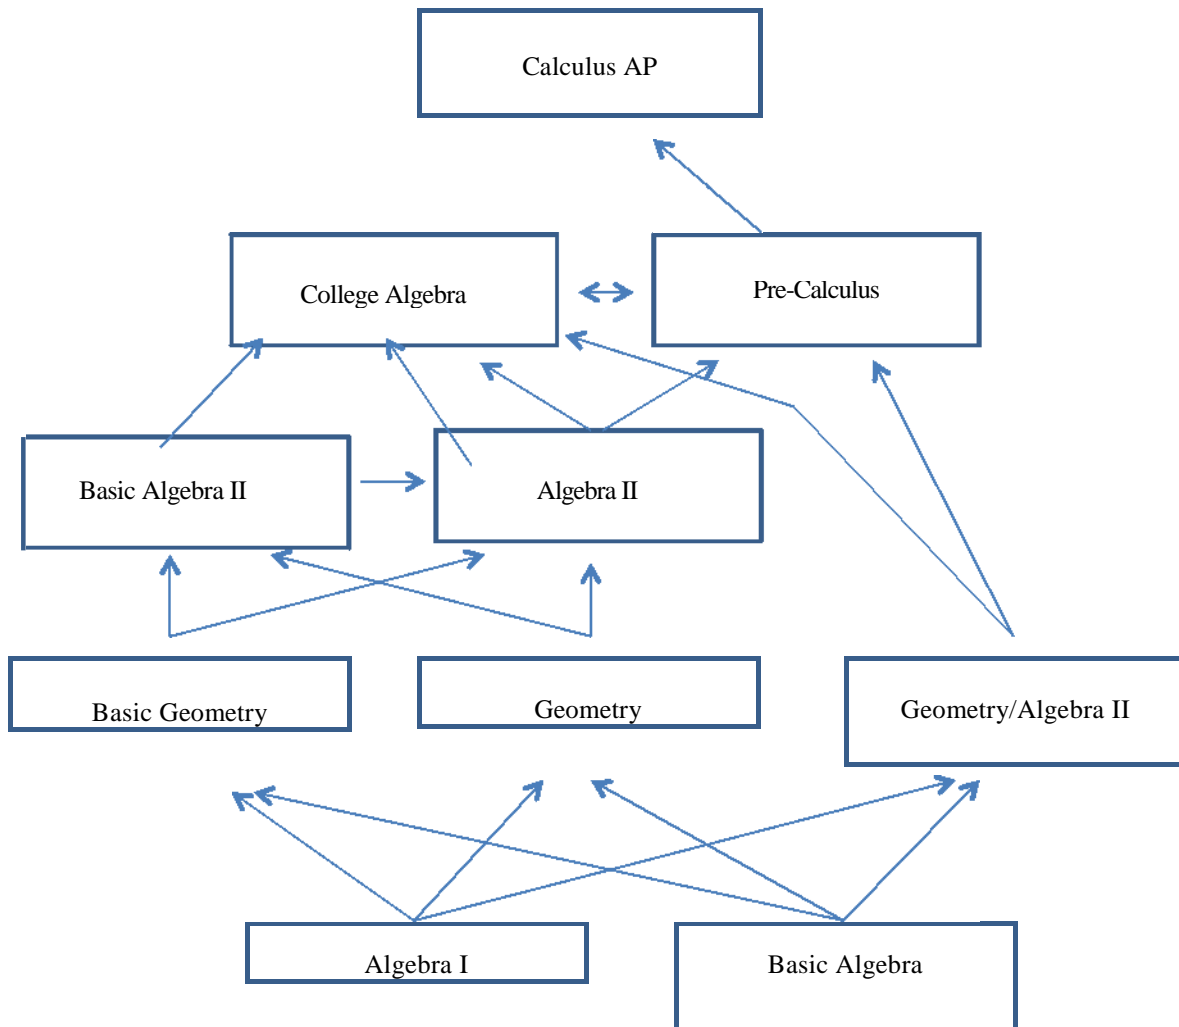 Calculus AP
College Algebra
Pre-Calculus
Basic Algebra II
Algebra II
Basic Geometry
Geometry
Geometry/Algebra II
Algebra I
Basic Algebra